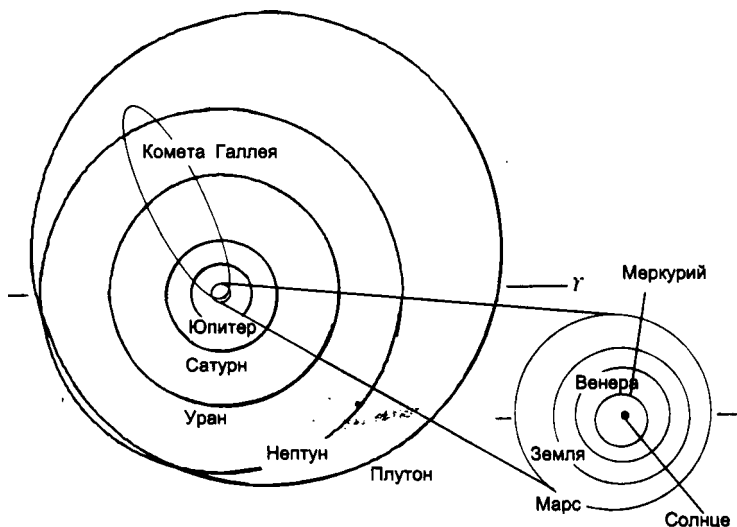 Комета Галлея
Юпитер
Сатурн
Уран
Нептун
Плутон
γ
Меркурий
Венера
Земля
Марс
Солнце